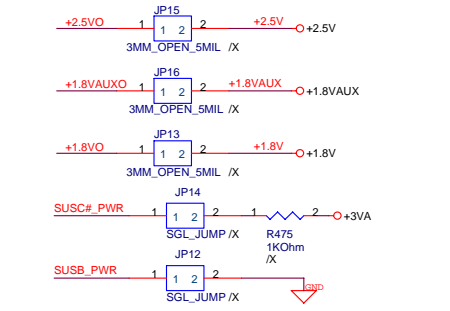 JP15
+2.5VO 1 1 2 2 +2.5V +2.5V
3MM_OPEN_5MIL /X
JP16
+1.8VAUXO 1 1 2 2 +1.8VAUX +1.8VAUX
3MM_OPEN_5MIL /X
JP13
+1.8VO 1 1 2 2 +1.8V +1.8V
3MM_OPEN_5MIL /X
JP14
SUSC#_PWR 1 1 2 2 1 2 +3VA
SGL_JUMP /X R475
1KOhm
/X
JP12
SUSB_PWR 1 1 2 2
SGL_JUMP /X GND